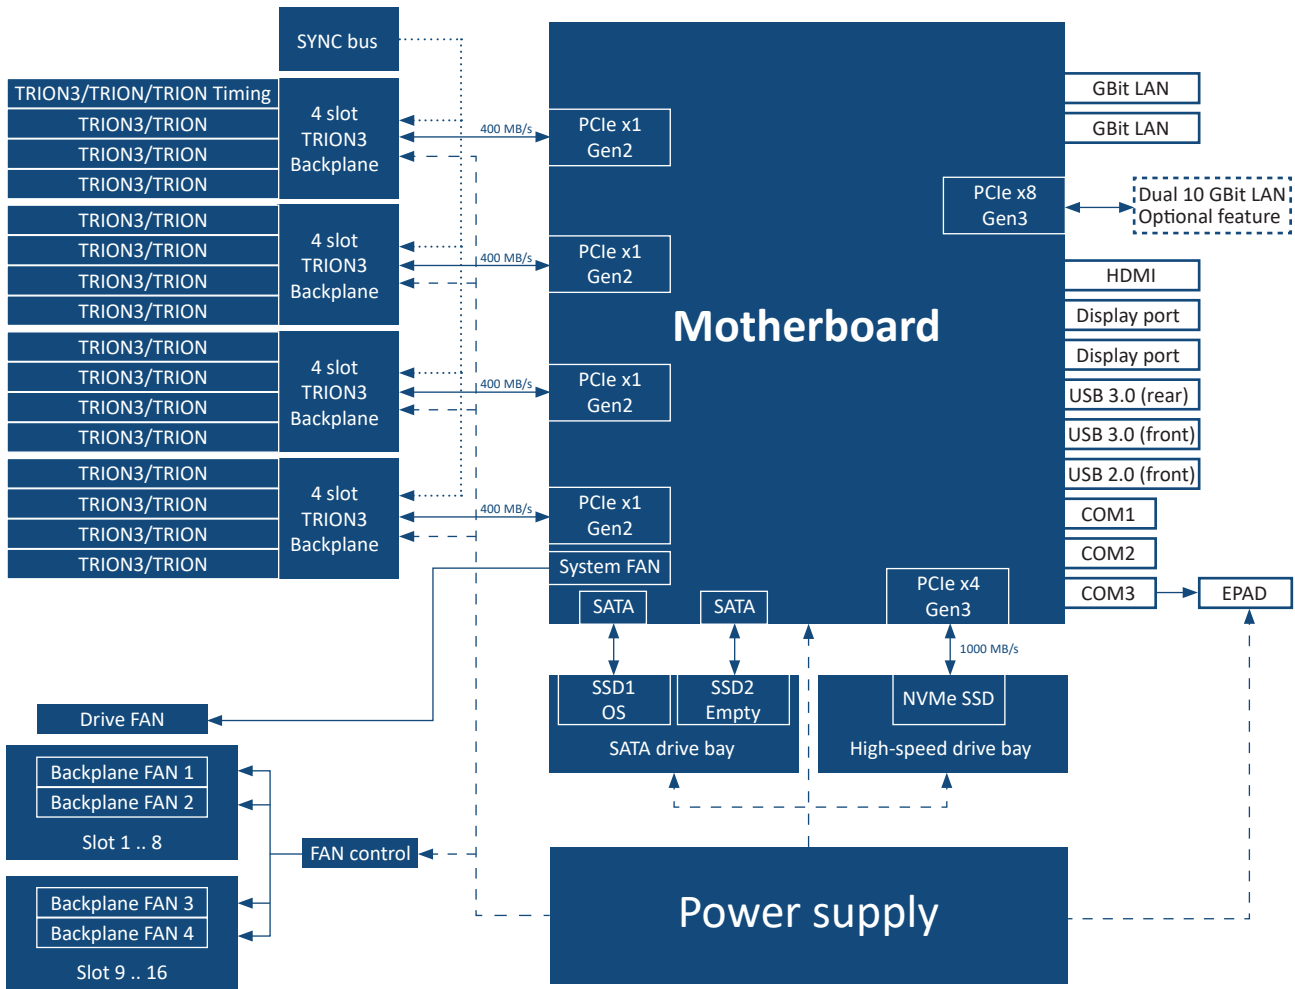 SYNC bus
TRION3/TRION/TRION Timing
TRION3/TRION
TRION3/TRION
TRION3/TRION
4 slot
TRION3
Backplane
400 MB/s
PCIe x1
Gen2
TRION3/TRION
TRION3/TRION
TRION3/TRION
TRION3/TRION
4 slot
TRION3
Backplane
400 MB/s
PCIe x1
Gen2
TRION3/TRION
TRION3/TRION
TRION3/TRION
TRION3/TRION
4 slot
TRION3
Backplane
400 MB/s
PCIe x1
Gen2
TRION3/TRION
TRION3/TRION
TRION3/TRION
TRION3/TRION
4 slot
TRION3
Backplane
400 MB/s
PCIe x1
Gen2
System FAN
Motherboard
GBit LAN
GBit LAN
PCIe x8
Gen3
Dual 10 GBit LAN
Optional feature
HDMI
Display port
Display port
USB 3.0 (rear)
USB 3.0 (front)
USB 2.0 (front)
COM1
COM2
COM3
EPAD
SATA
SATA
PCIe x4
Gen3
1000 MB/s
SSD1
OS
SSD2
Empty
SATA drive bay
NVMe SSD
High-speed drive bay
Drive FAN
Backplane FAN 1
Backplane FAN 2
Slot 1 .. 8
FAN control
Backplane FAN 3
Backplane FAN 4
Slot 9 .. 16
Power supply